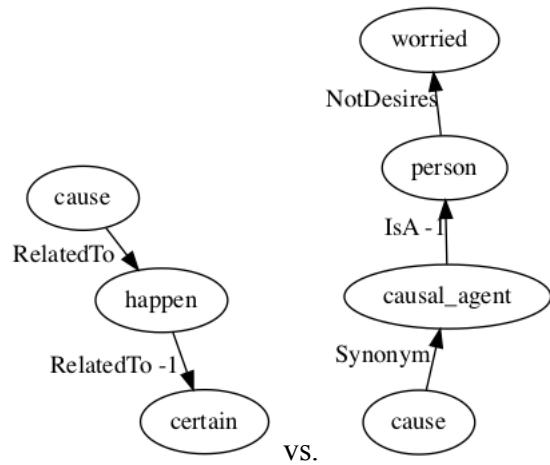 cause
RelatedTo
happen
RelatedTo -1
certain
vs.
worried
NotDesires
person
IsA -1
causal_agent
Synonym
cause